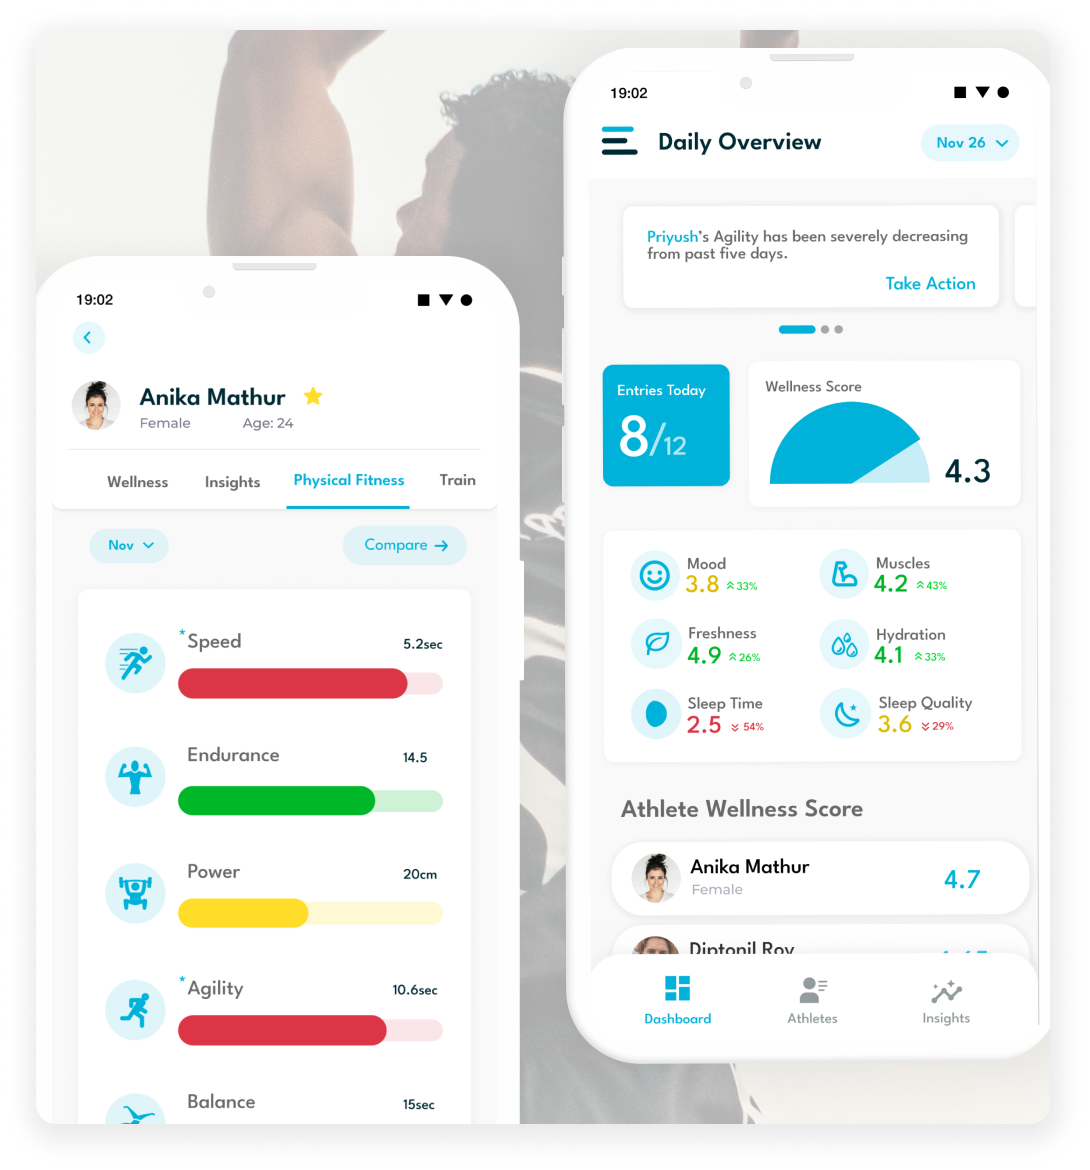 19:02
Daily Overview
Nov 26
Priyush's Agility has been severely decreasing
from past five days.
Take Action
Entries Today
8/12
Wellness Score
4.3
Mood
3.8 33%
Muscles
4.2 43%
Freshness
4.9 26%
Hydration
4.1 33%
Sleep Time
2.5 54%
Sleep Quality
3.6 29%
Athlete Wellness Score
Anika Mathur
Female
4.7
Diptonil Roy
Dashboard
Athletes
Insights
19:02
Anika Mathur
Female Age: 24
Wellness Insights Physical Fitness Train
Nov
Compare →
*Speed 5.2sec
Endurance 14.5
Power 20cm
*Agility 10.6sec
Balance 15sec